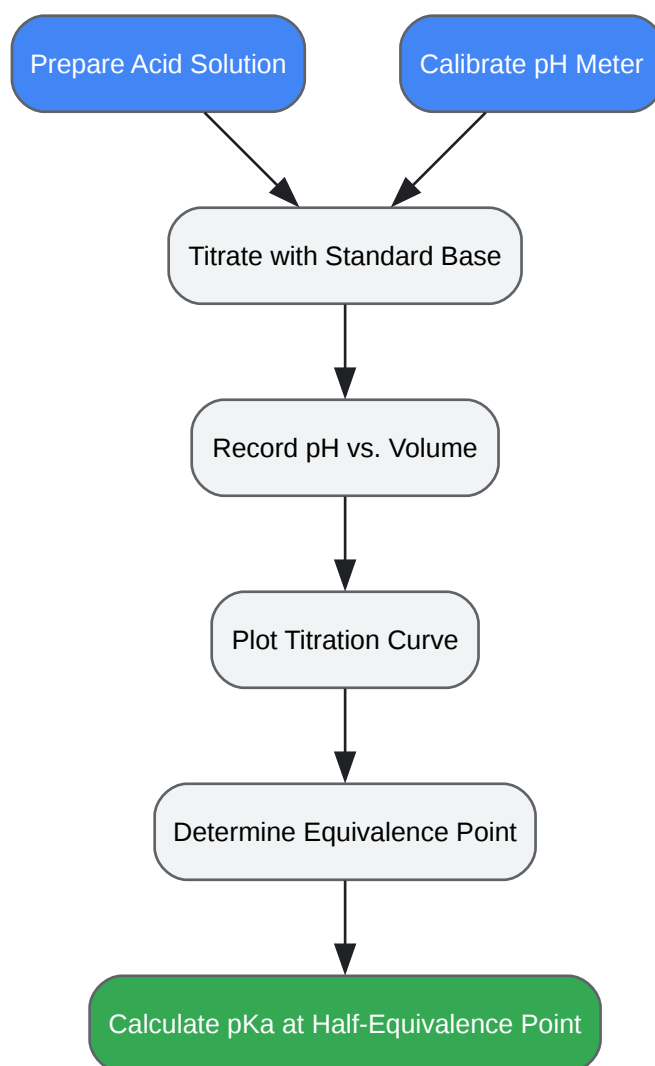 Prepare Acid Solution
Calibrate pH Meter
Titrate with Standard Base
Record pH vs. Volume
Plot Titration Curve
Determine Equivalence Point
Calculate pKa at Half-Equivalence Point